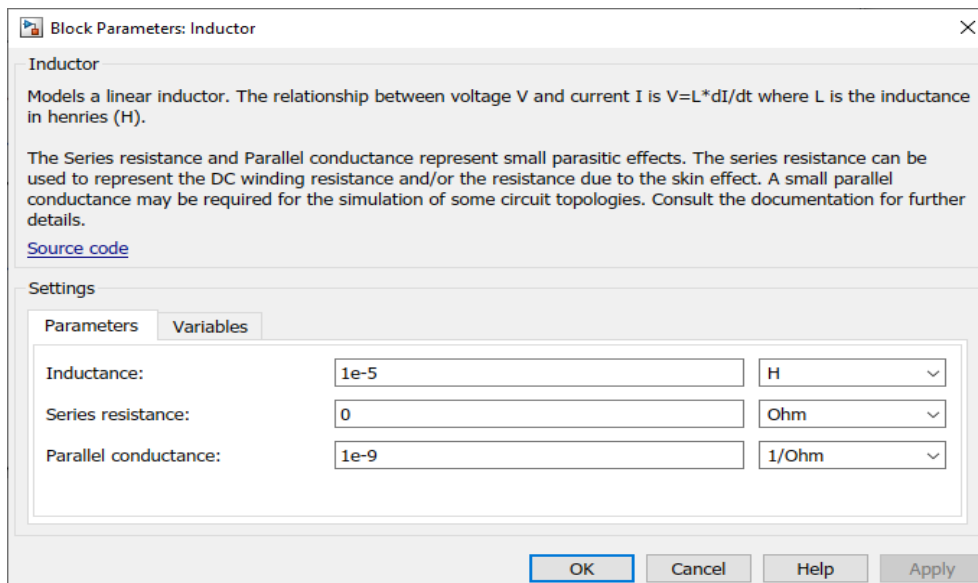 Block Parameters: Inductor
Inductor
Models a linear inductor. The relationship between voltage V and current I is V=L*dI/dt where L is the inductance
in henries (H).
The Series resistance and Parallel conductance represent small parasitic effects. The series resistance can be
used to represent the DC winding resistance and/or the resistance due to the skin effect. A small parallel
conductance may be required for the simulation of some circuit topologies. Consult the documentation for further
details.
Source code
Settings
Parameters Variables
Inductance: 1e-5 H
Series resistance: 0 Ohm
Parallel conductance: 1e-9 1/Ohm
OK Cancel Help Apply